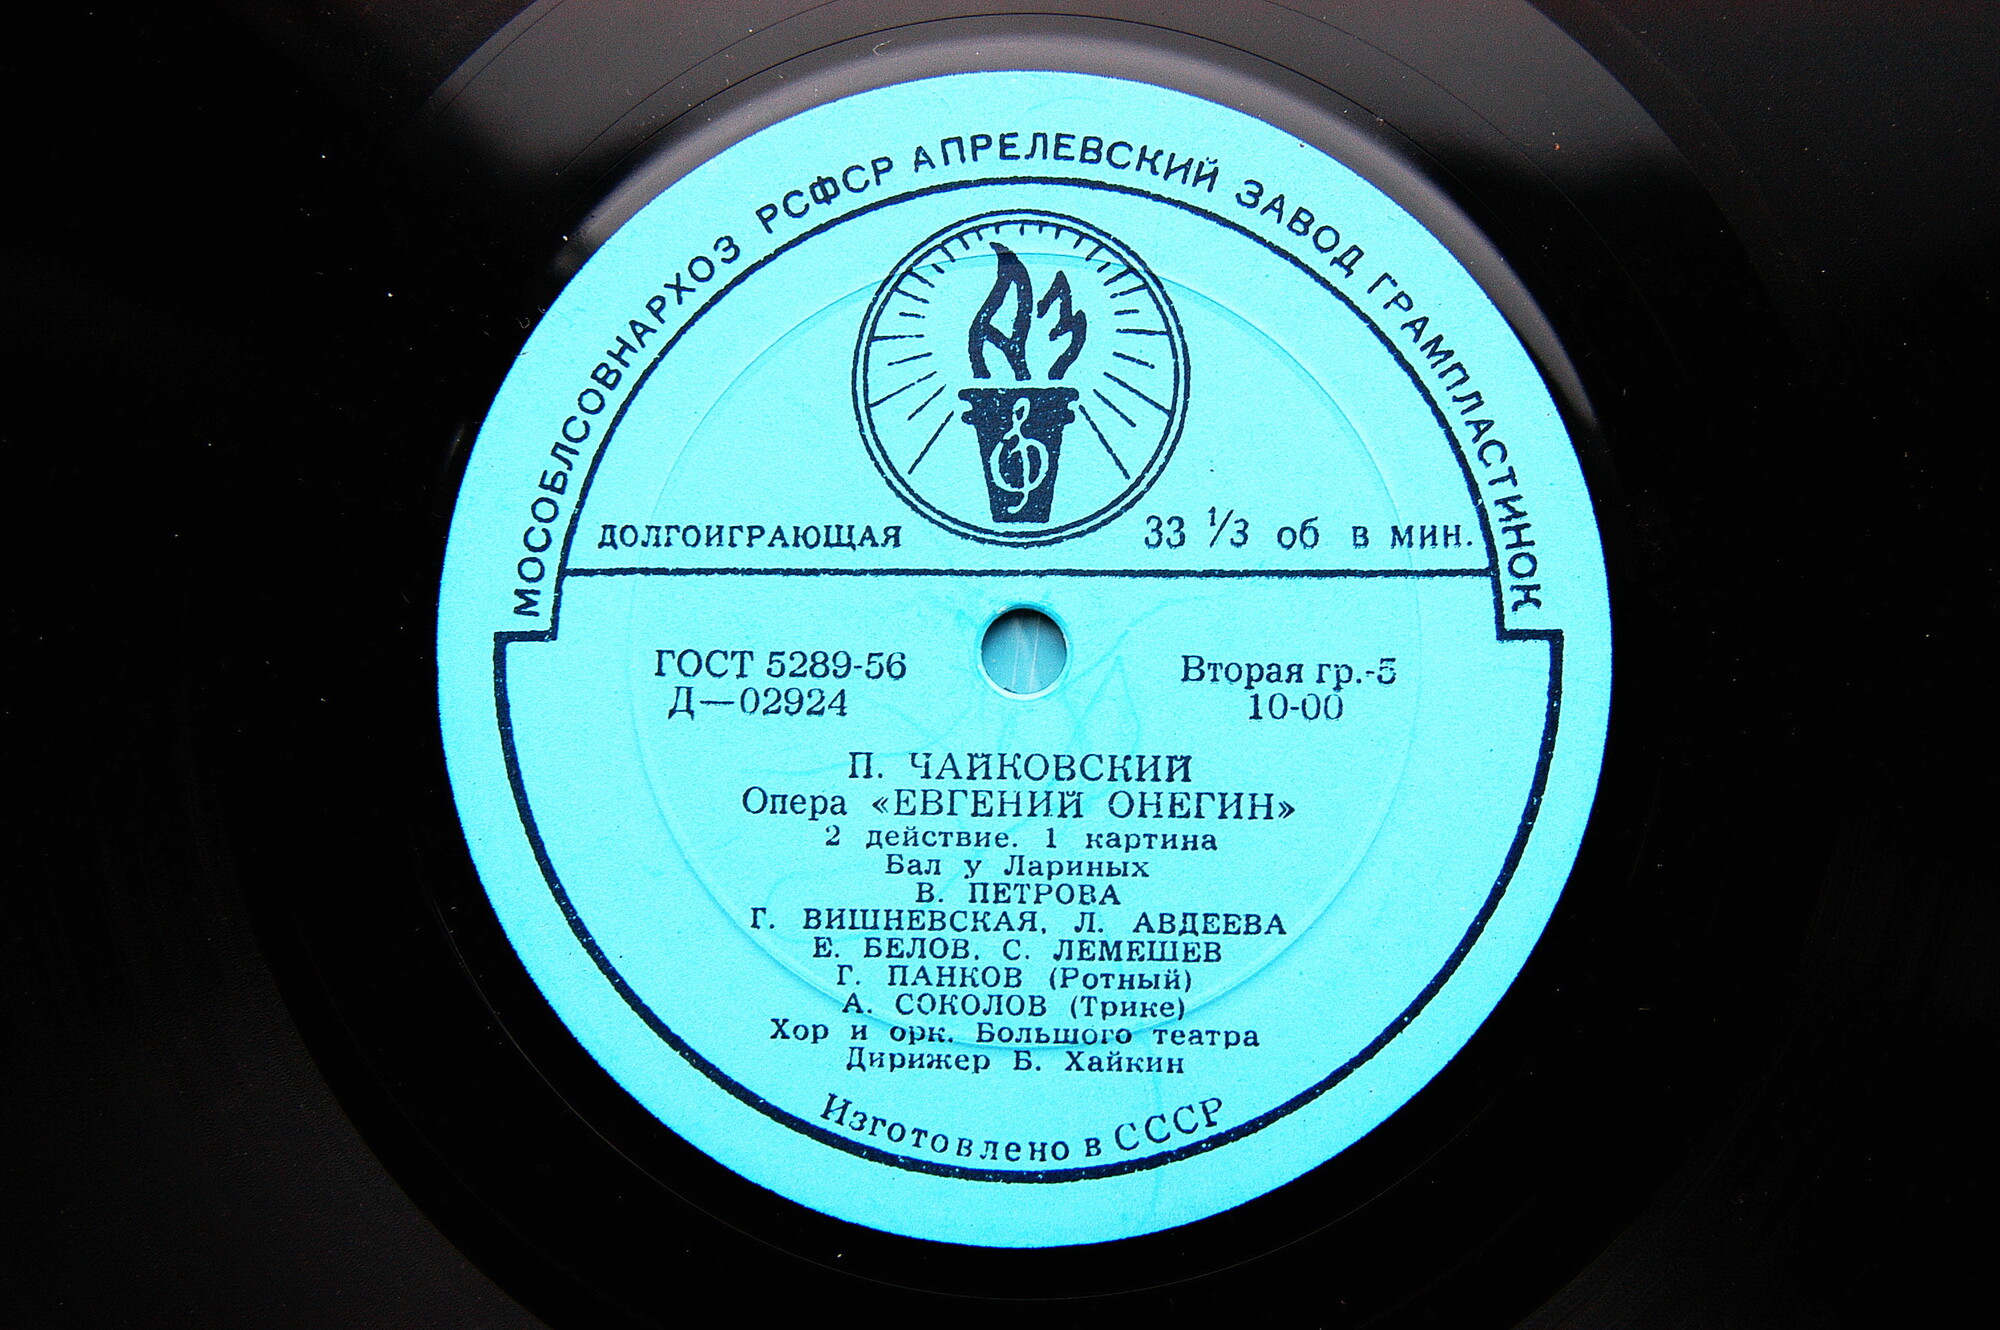 МОСОБЛСОВНАРХОЗ РСФСР АПРЕЛЕВСКИЙ ЗАВОД ГРАМПЛАСТИНОК
АЗ
ДОЛГОИГРАЮЩАЯ
33 1/3 об в мин.
ГОСТ 5289-56
Д—02924
Вторая гр.-5
10-00
П. ЧАЙКОВСКИЙ
Опера «ЕВГЕНИЙ ОНЕГИН»
2 действие. 1 картина
Бал у Лариных
В. ПЕТРОВА
Г. ВИШНЕВСКАЯ, Л. АВДЕЕВА
Е. БЕЛОВ. С. ЛЕМЕШЕВ
Г. ПАНКОВ (Ротный)
А. СОКОЛОВ (Трике)
Хор и орк. Большого театра
Дирижер Б. Хайкин
Изготовлено в СССР